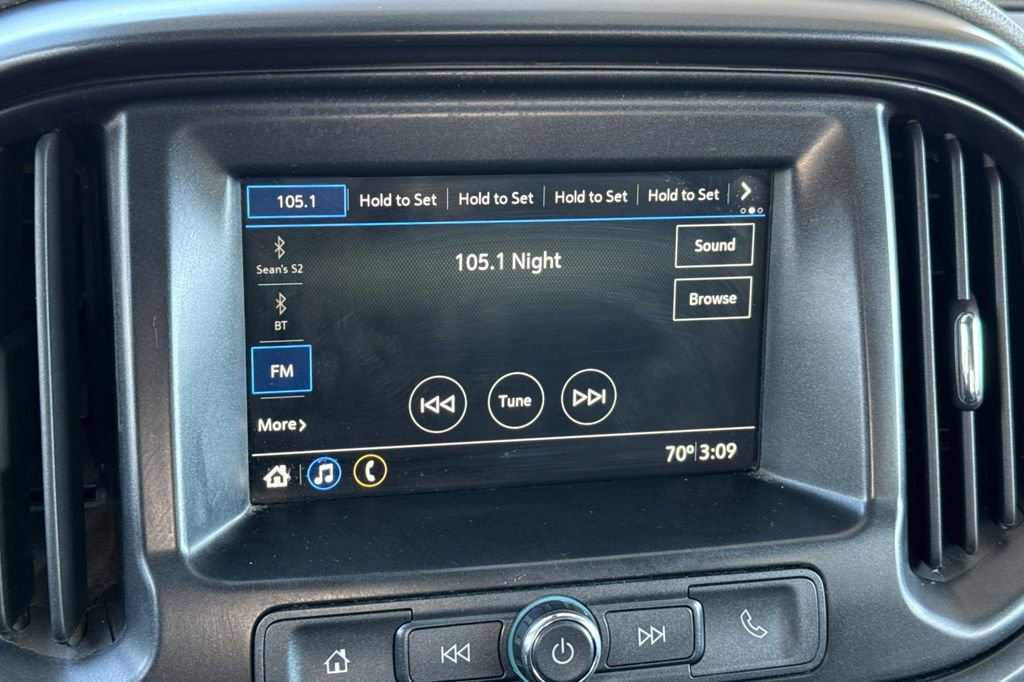 105.1 Hold to Set Hold to Set Hold to Set Hold to Set
Sean's S2
105.1 Night
Sound
BT
Browse
FM
Tune
More
70° 3:09